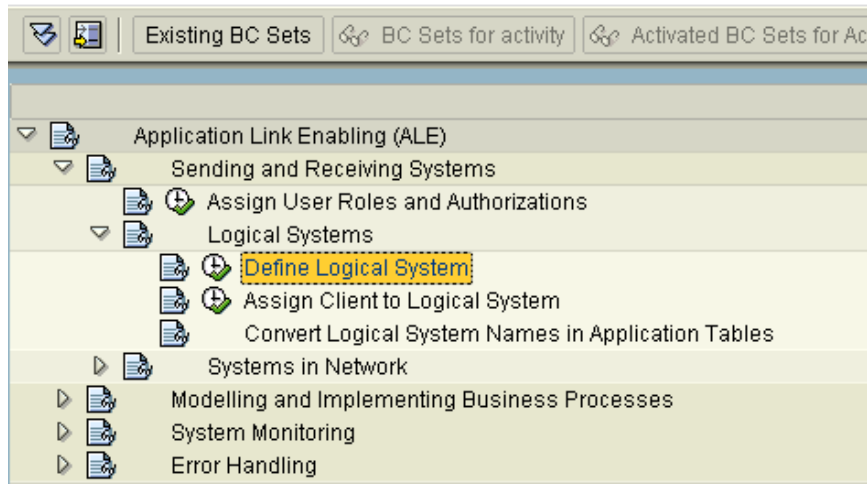 Existing BC Sets BC Sets for activity Activated BC Sets for Ac
Application Link Enabling (ALE)
Sending and Receiving Systems
Assign User Roles and Authorizations
Logical Systems
Define Logical System
Assign Client to Logical System
Convert Logical System Names in Application Tables
Systems in Network
Modelling and Implementing Business Processes
System Monitoring
Error Handling